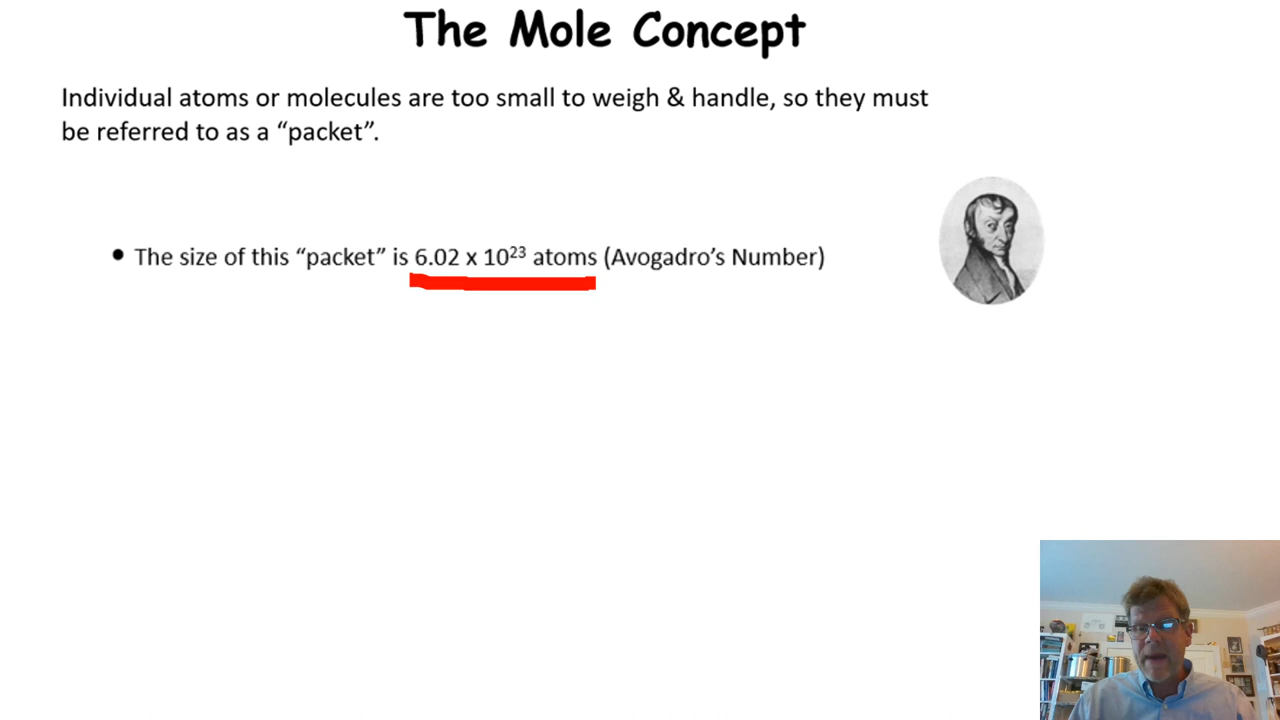 The Mole Concept
Individual atoms or molecules are too small to weigh & handle, so they must
be referred to as a “packet”.
• The size of this “packet” is 6.02 x 10²³ atoms (Avogadro’s Number)